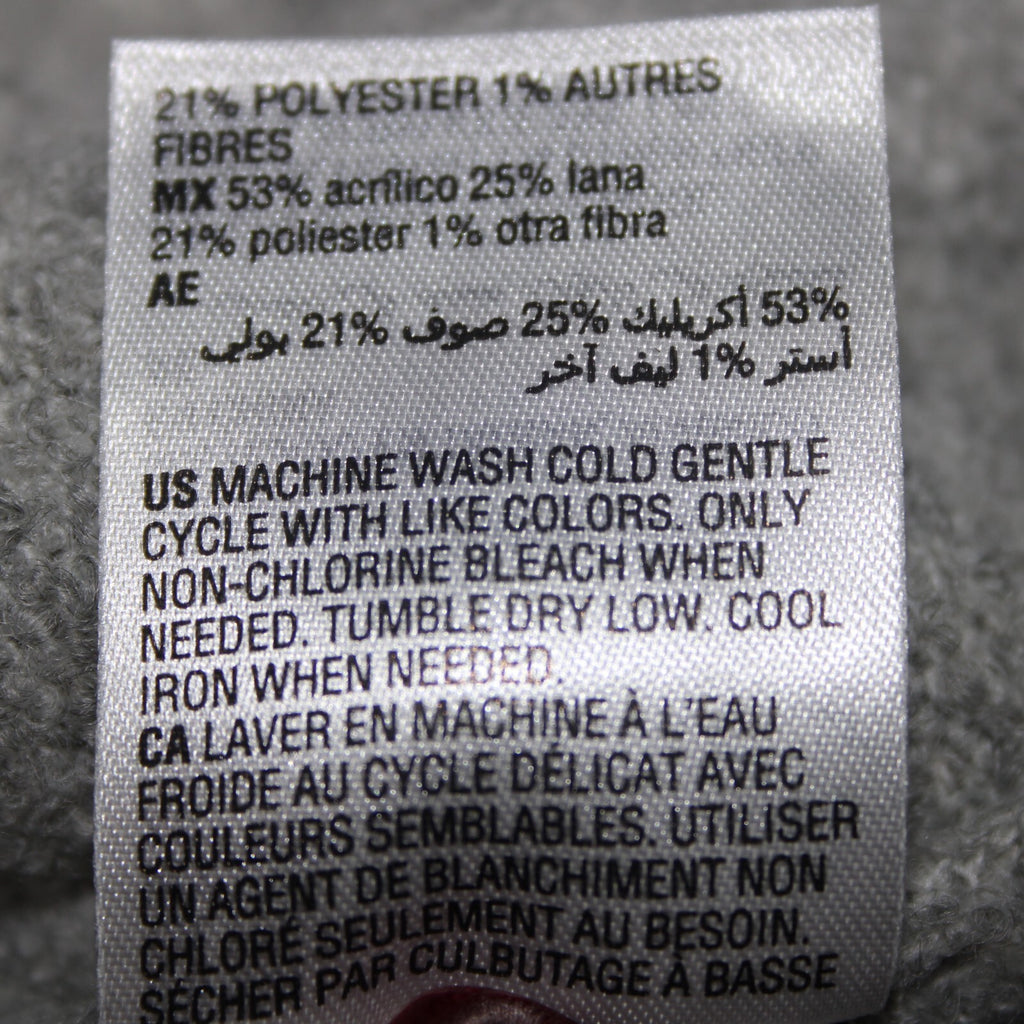 21% POLYESTER 1% AUTRES
FIBRES
MX 53% acrílico 25% lana
21% poliester 1% otra fibra
AE
53% أكريليك 25% صوف 21% بولي
أستر 1% ليف آخر
US MACHINE WASH COLD GENTLE
CYCLE WITH LIKE COLORS. ONLY
NON-CHLORINE BLEACH WHEN
NEEDED. TUMBLE DRY LOW. COOL
IRON WHEN NEEDED.
CA LAVER EN MACHINE À L'EAU
FROIDE AU CYCLE DÉLICAT AVEC
COULEURS SEMBLABLES. UTILISER
UN AGENT DE BLANCHIMENT NON
CHLORÉ SEULEMENT AU BESOIN.
SÉCHER PAR CULBUTAGE À BASSE